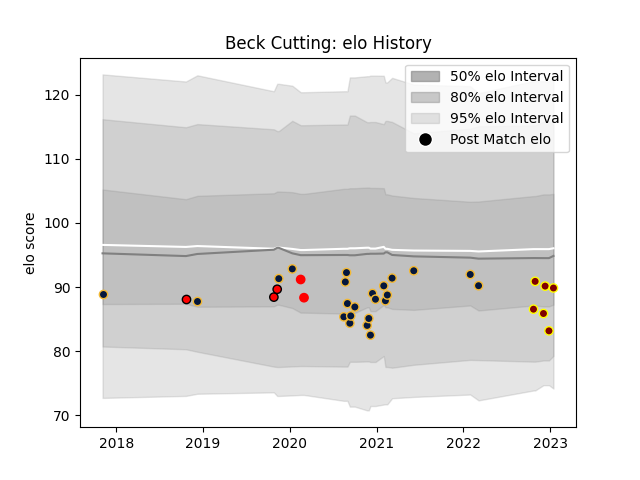 Beck Cutting: elo History
50% elo Interval
80% elo Interval
95% elo Interval
Post Match elo
elo score
120
110
100
90
80
70
2018 2019 2020 2021 2022 2023